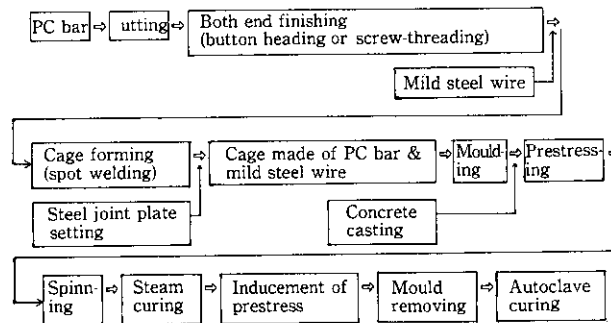 PC bar
utting
Both end finishing
(button heading or screw-threading)
Mild steel wire
Cage forming
(spot welding)
Cage made of PC bar &
mild steel wire
Mould-
ing
Prestress-
ing
Steel joint plate
setting
Concrete
casting
Spinn-
ing
Steam
curing
Inducement of
prestress
Mould
removing
Autoclave
curing